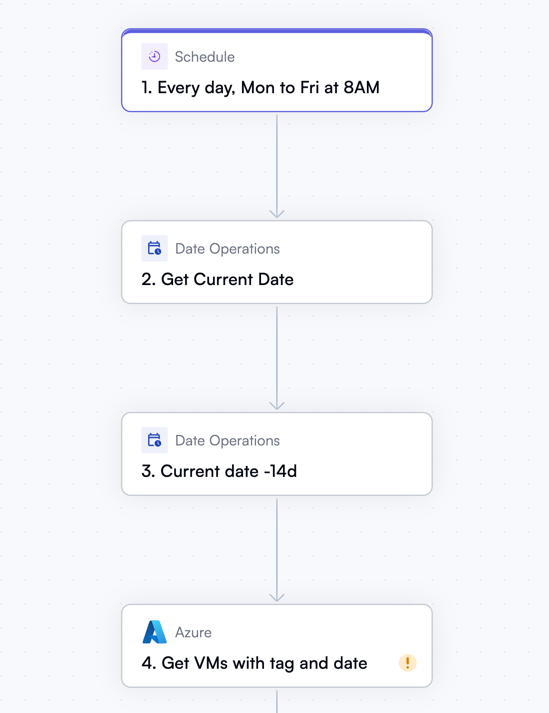 Schedule
1. Every day, Mon to Fri at 8AM
Date Operations
2. Get Current Date
Date Operations
3. Current date -14d
Azure
4. Get VMs with tag and date